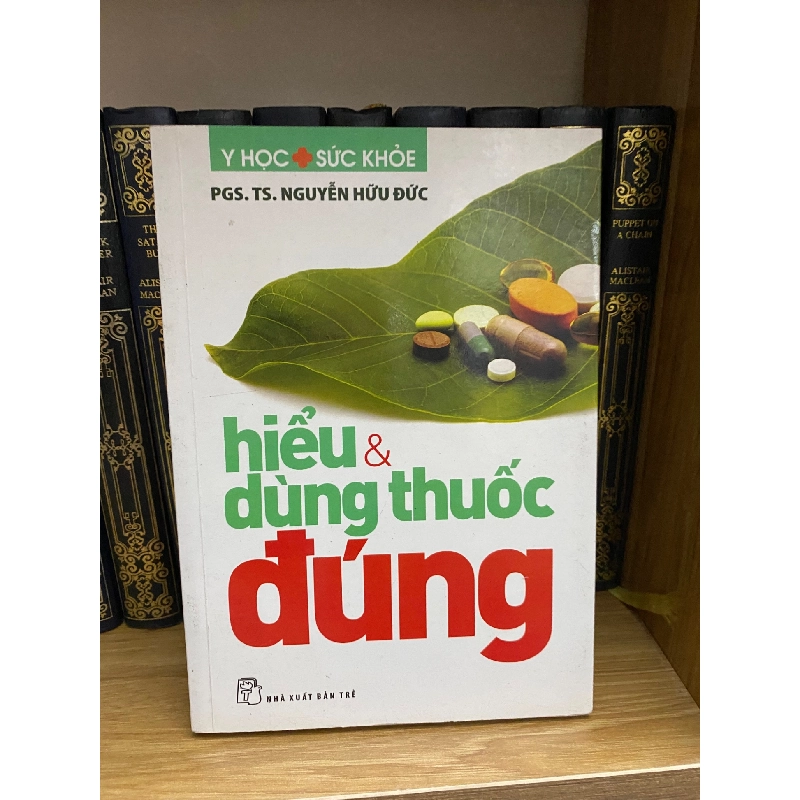 Y HỌC SỨC KHỎE
PGS. TS. NGUYỄN HỮU ĐỨC
hiểu &
dùng thuốc
đúng
NHÀ XUẤT BẢN TRẺ
PUPPET ON
A CHAIN
ALISTAIR
MACLEAN